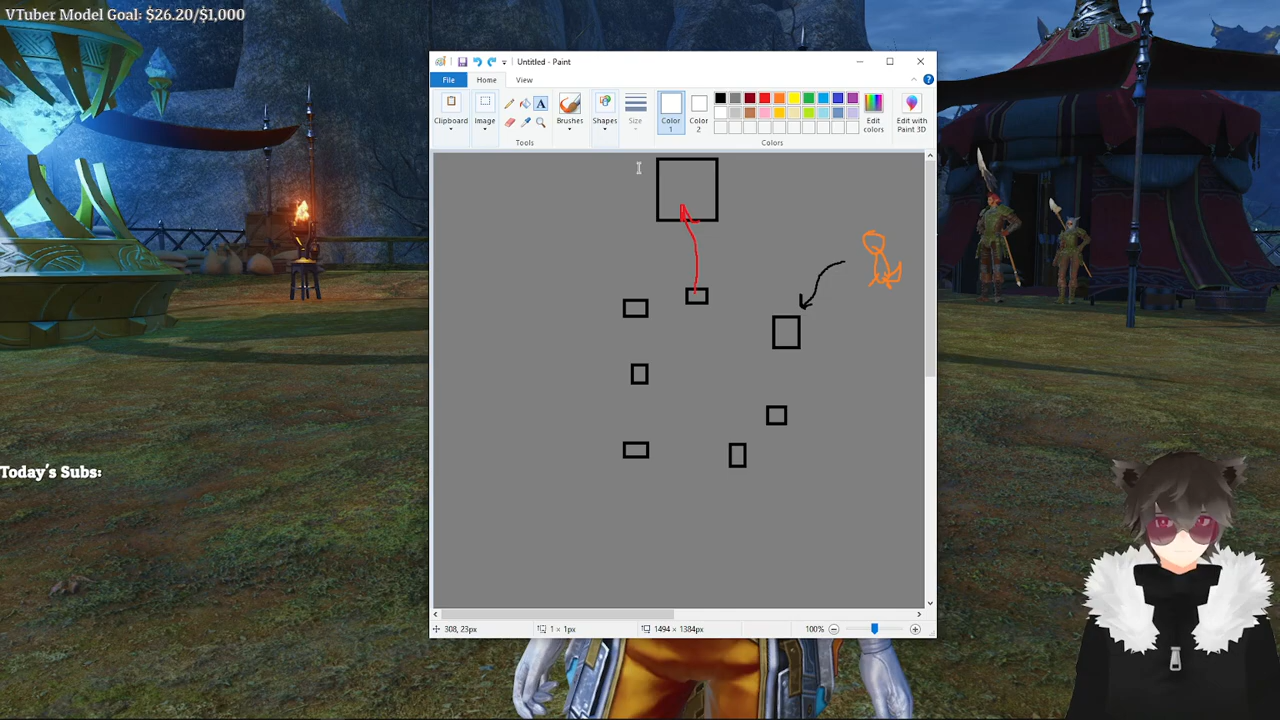 VTuber Model Goal: $26.20/$1,000
Untitled - Paint
File
Home
View
Clipboard
Image
Tools
Brushes
Shapes
Size
Color 1
Color 2
Colors
Edit colors
Edit with Paint 3D
A
Today's Subs:
308, 23px
1 × 1px
1494 × 1384px
100%